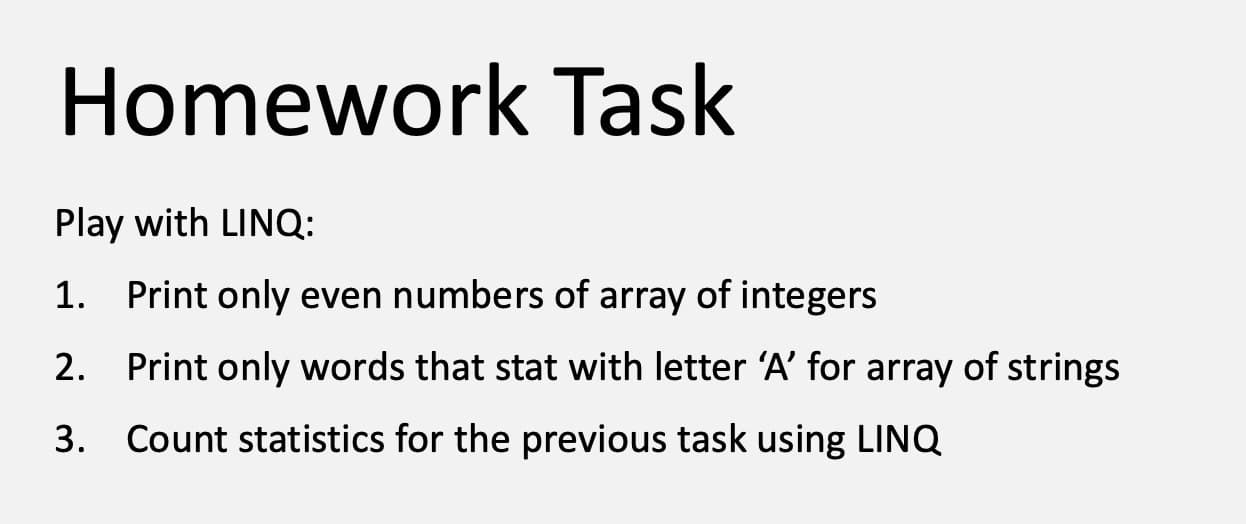 Homework Task
Play with LINQ:
1. Print only even numbers of array of integers
2. Print only words that stat with letter ‘A’ for array of strings
3. Count statistics for the previous task using LINQ